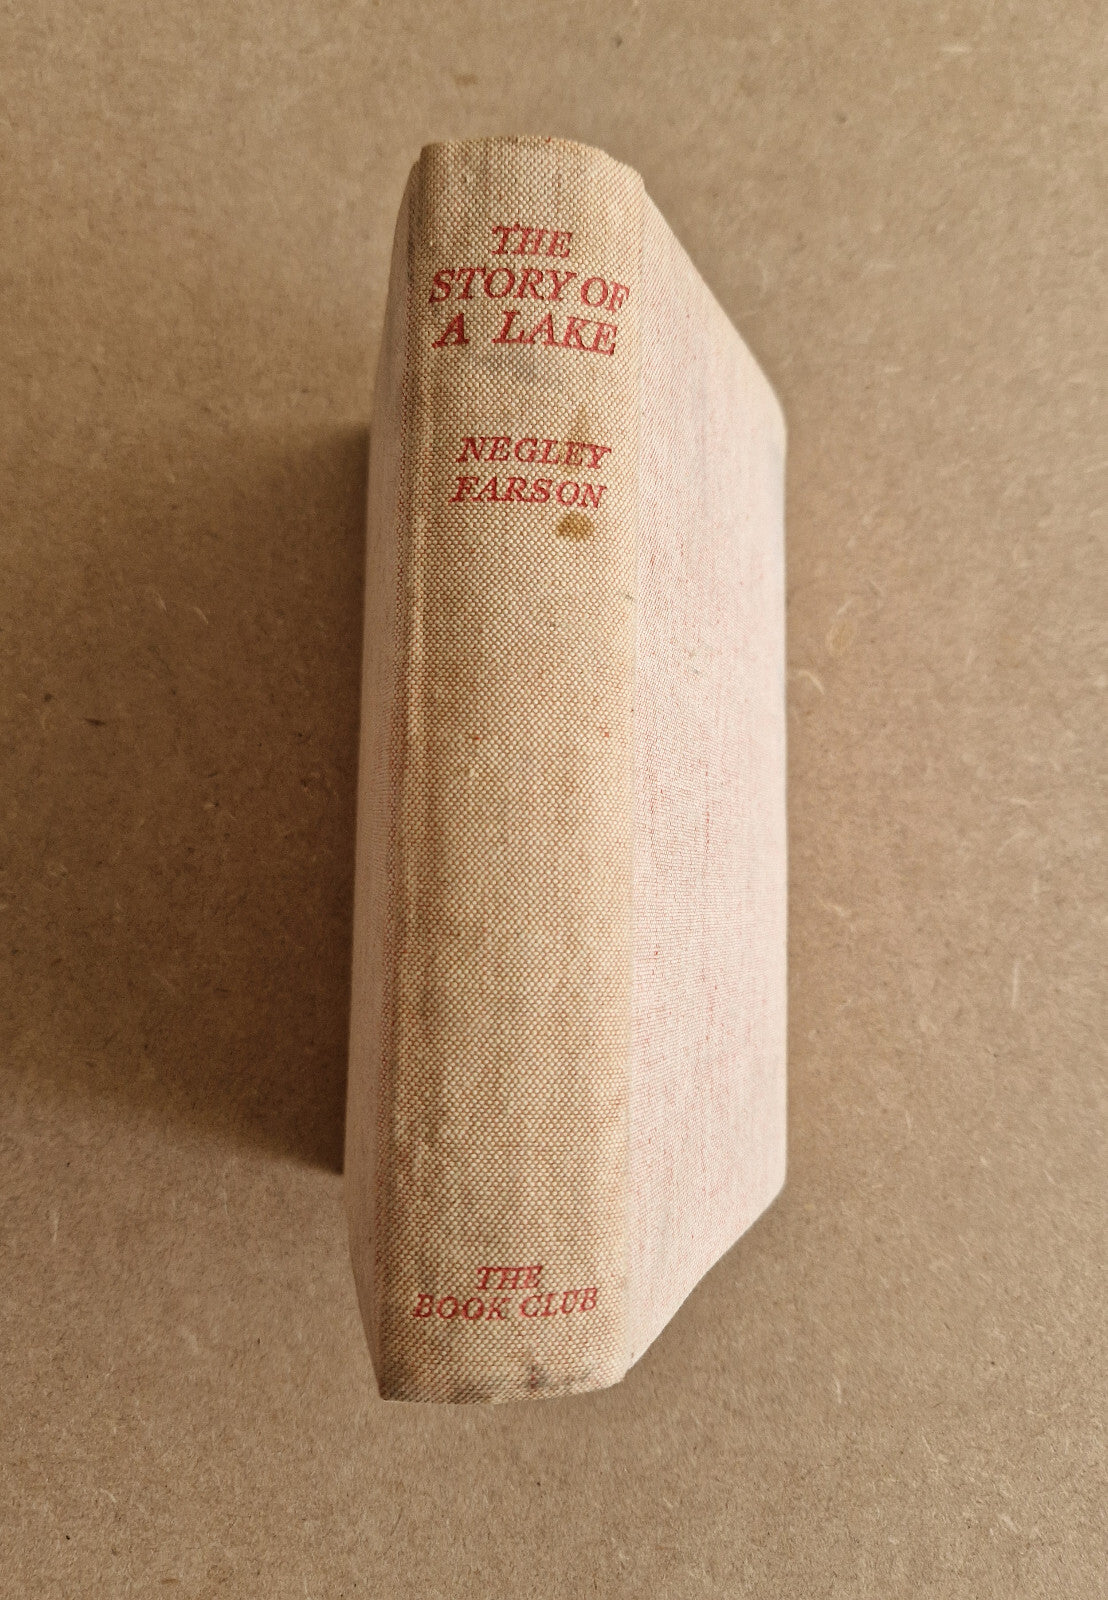 THE
STORY OF
A LAKE
NEGLEY
FARSON
THE
BOOK CLUB